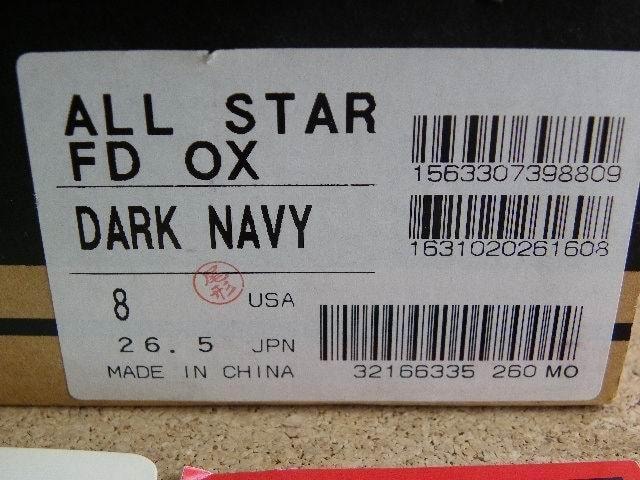 ALL STAR
FD OX
1563307398809
DARK NAVY
1631020261608
8 USA
26.5 JPN
MADE IN CHINA
32166335 260 MO